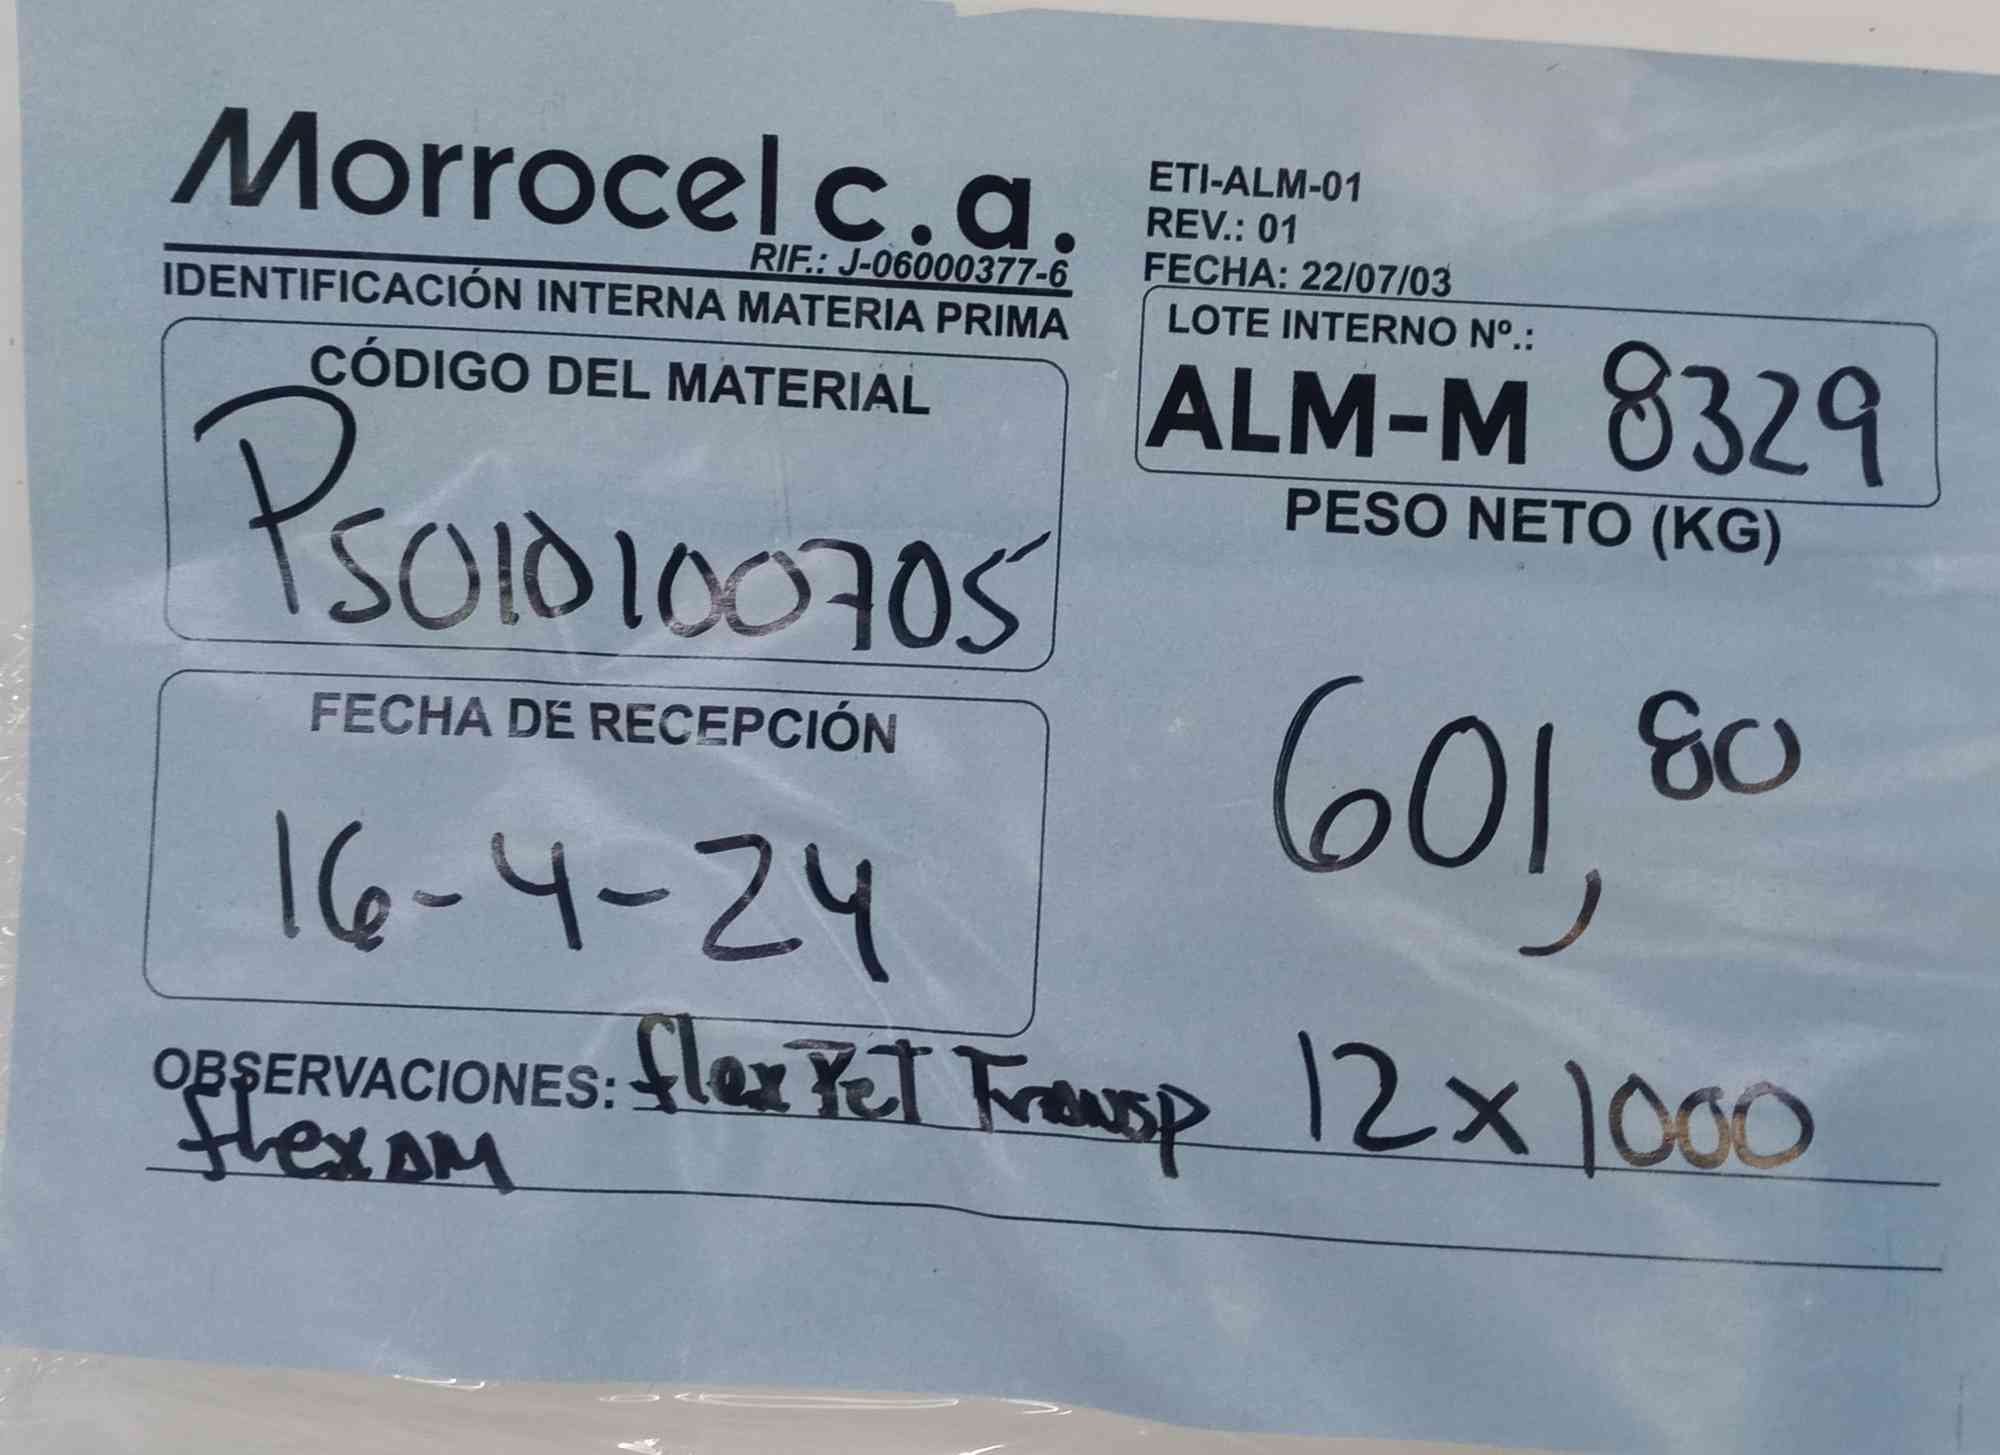 Morrocel c.a.
RIF.: J-06000377-6
IDENTIFICACIÓN INTERNA MATERIA PRIMA
ETI-ALM-01
REV.: 01
FECHA: 22/07/03
CÓDIGO DEL MATERIAL
PS010100705
LOTE INTERNO Nº.:
ALM-M 8329
PESO NETO (KG)
601,80
FECHA DE RECEPCIÓN
16-4-24
OBSERVACIONES: flex Pet Transp 12x1000
flex AM